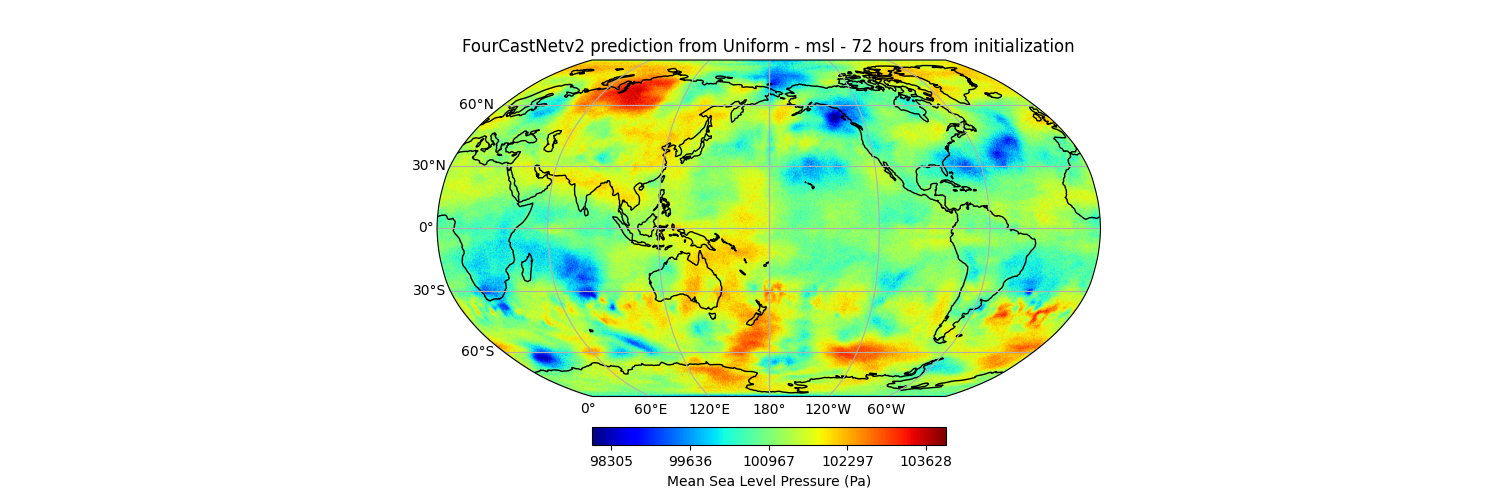 FourCastNetv2 prediction from Uniform - msl - 72 hours from initialization
60°N
30°N
0°
30°S
60°S
0° 60°E 120°E 180° 120°W 60°W
98305 99636 100967 102297 103628
Mean Sea Level Pressure (Pa)